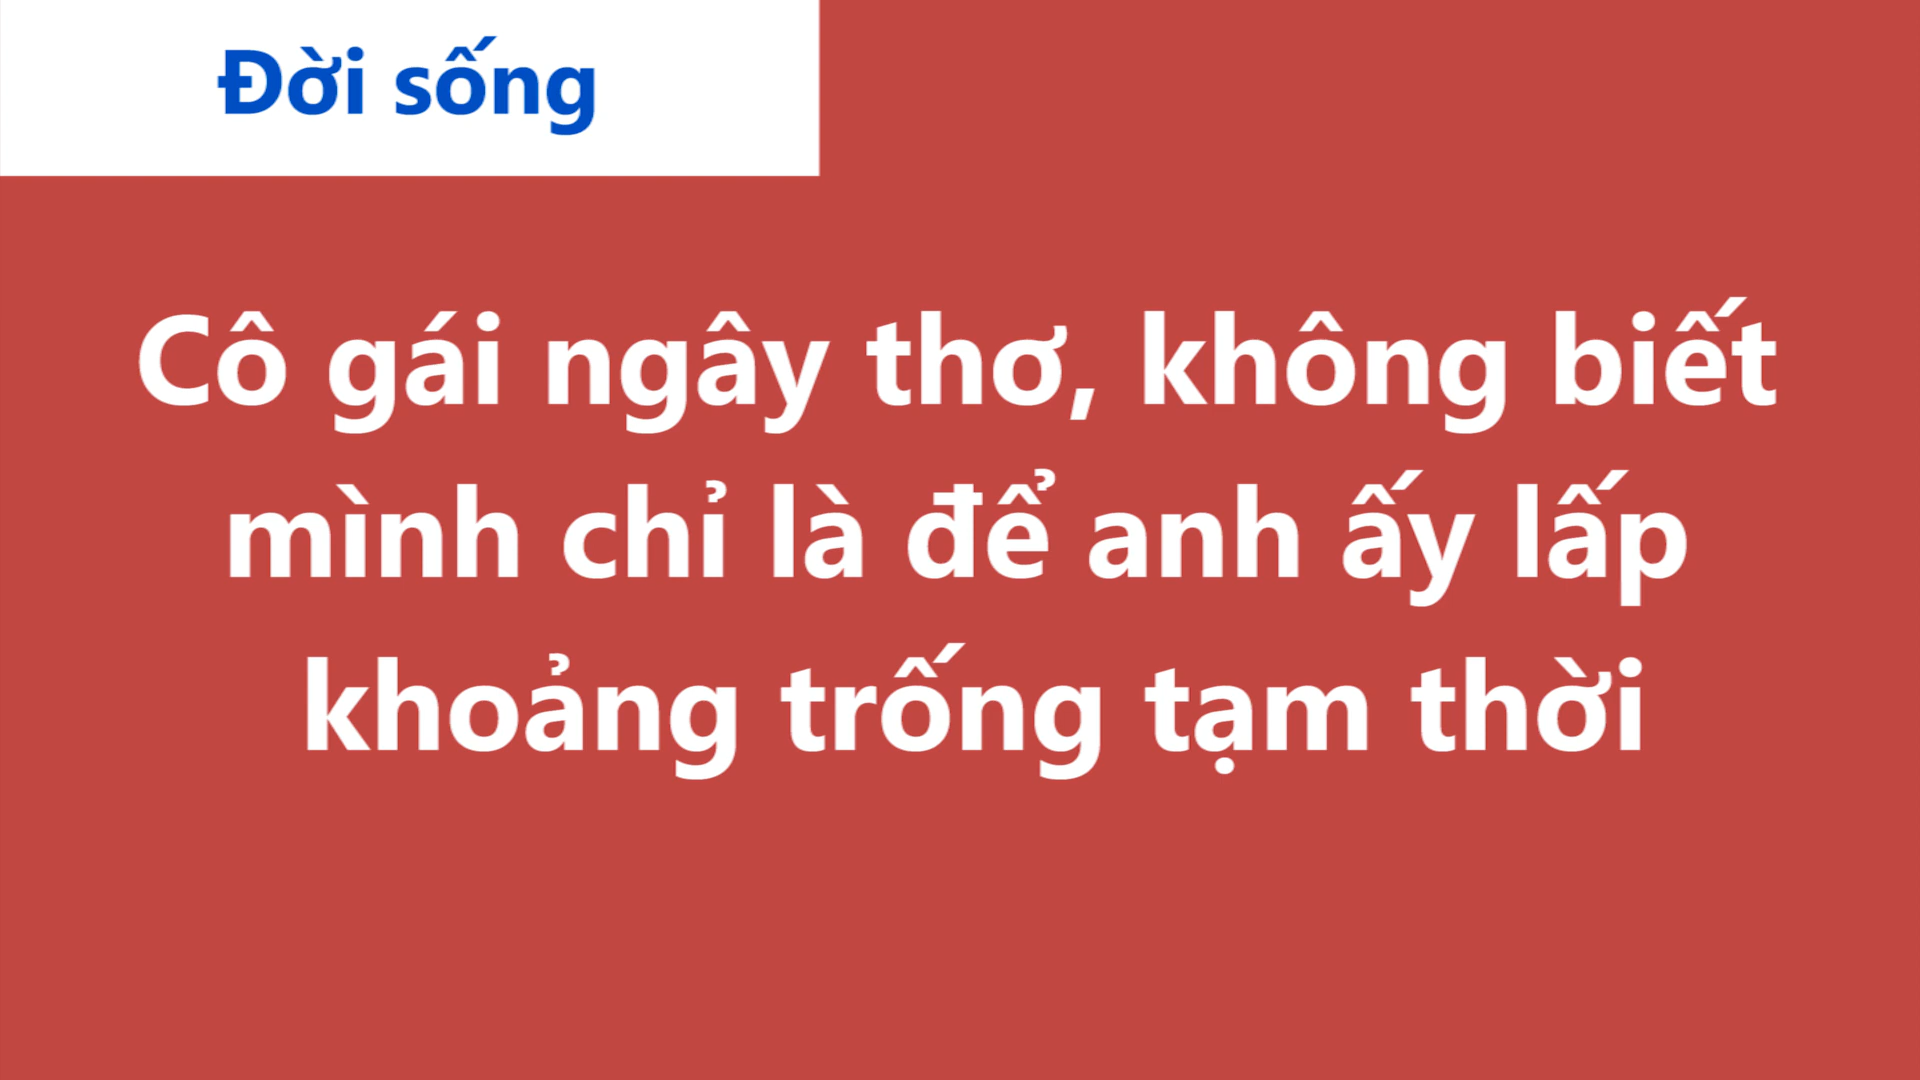 Đời sống
Cô gái ngây thơ, không biết
mình chỉ là để anh ấy lấp
khoảng trống tạm thời